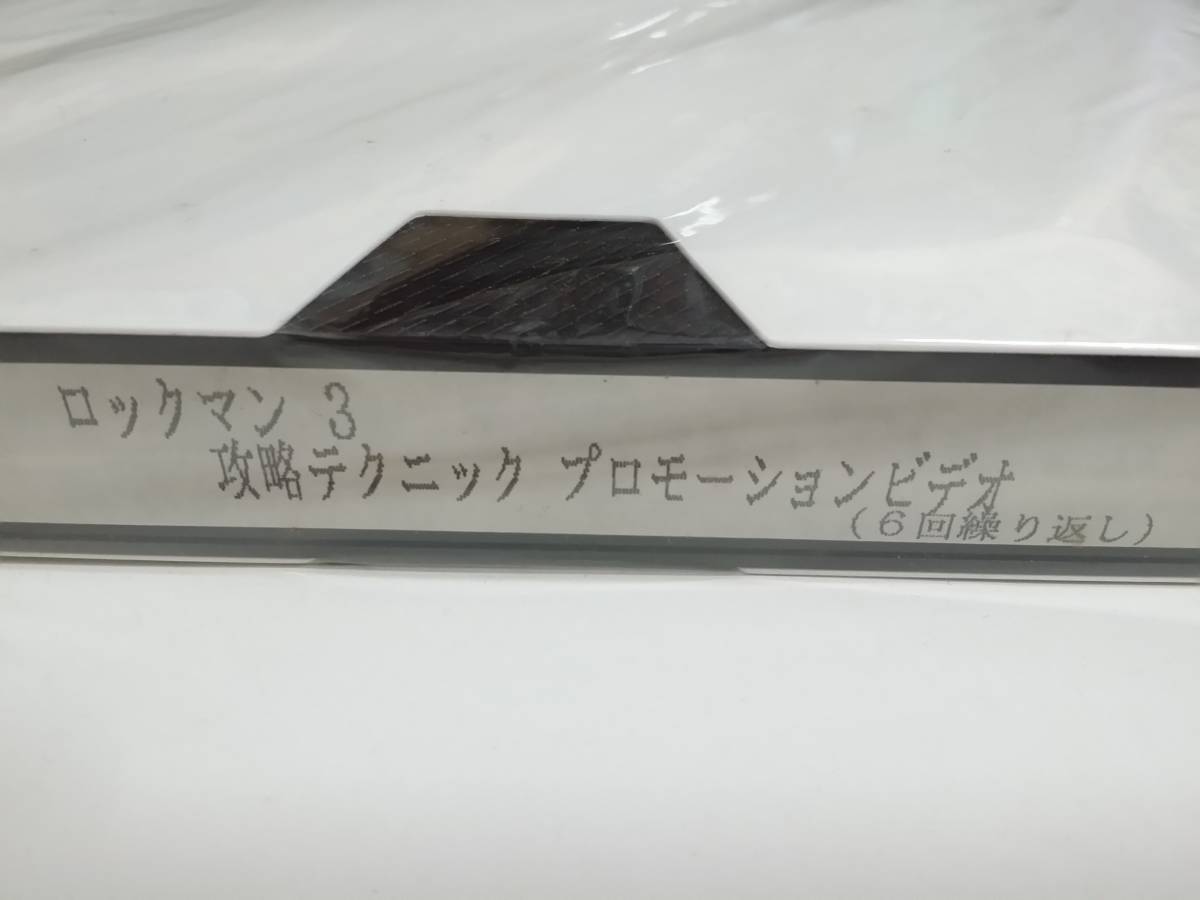 ロックマン 3
攻略テクニック プロモーションビデオ
(6回繰り返し)